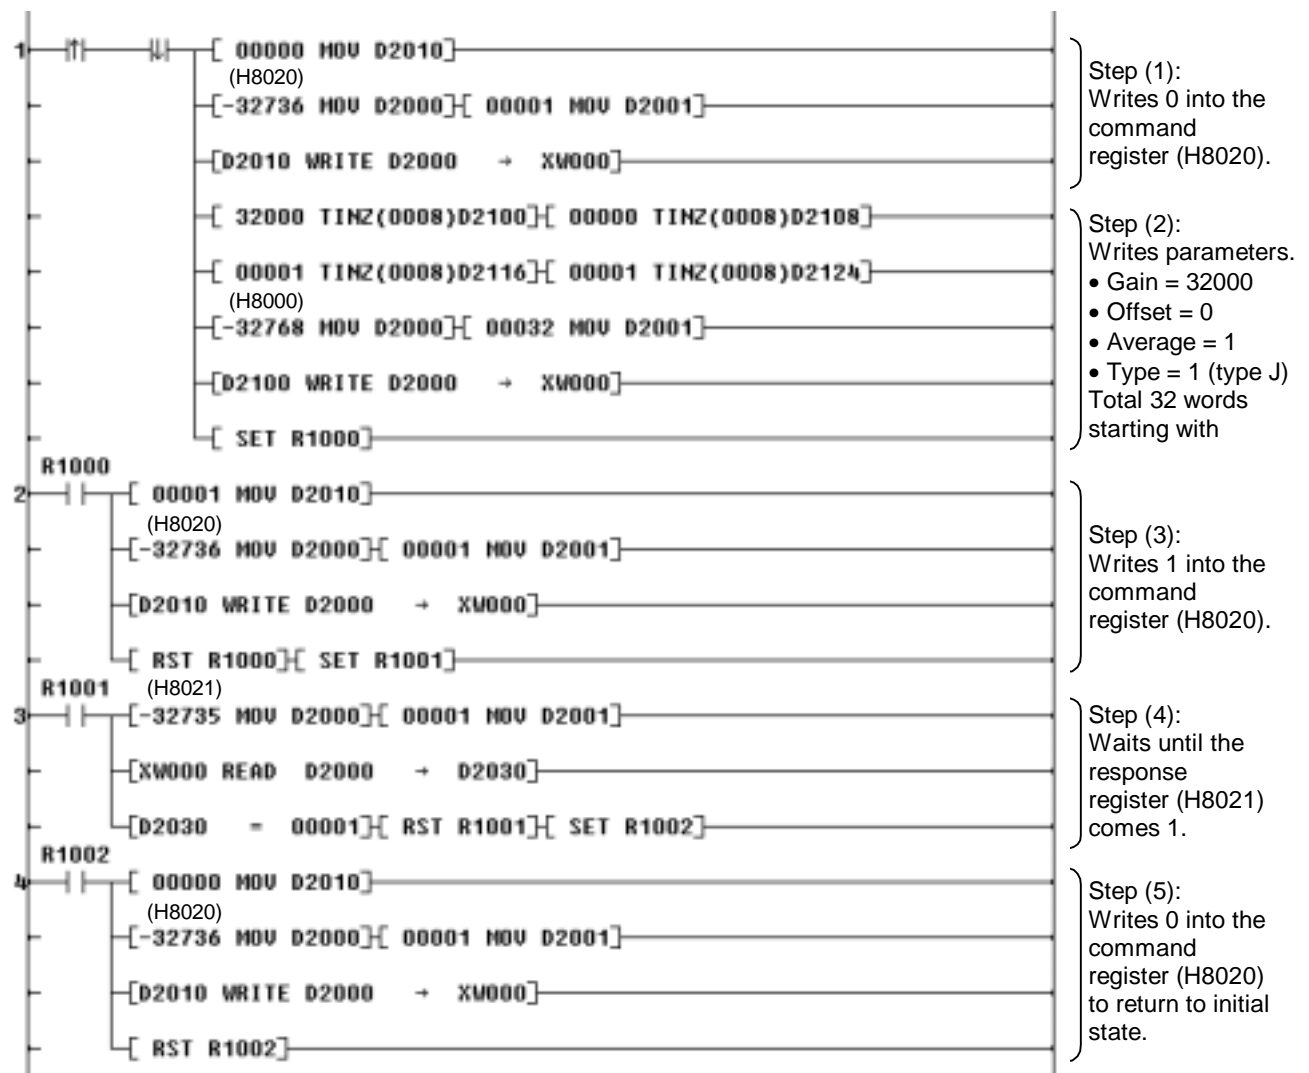 1 ↑ ↓ [ 00000 MOV D2010]
(H8020)
[-32736 MOV D2000] [ 00001 MOV D2001]
[D2010 WRITE D2000 → XW000]
Step (1):
Writes 0 into the
command
register (H8020).
[ 32000 TINZ(0008)D2100] [ 00000 TINZ(0008)D2108]
[ 00001 TINZ(0008)D2116] [ 00001 TINZ(0008)D2124]
(H8000)
[-32768 MOV D2000] [ 00032 MOV D2001]
[D2100 WRITE D2000 → XW000]
[ SET R1000]
Step (2):
Writes parameters.
• Gain = 32000
• Offset = 0
• Average = 1
• Type = 1 (type J)
Total 32 words
starting with
R1000
2 [ 00001 MOV D2010]
(H8020)
[-32736 MOV D2000] [ 00001 MOV D2001]
[D2010 WRITE D2000 → XW000]
[ RST R1000] [ SET R1001]
Step (3):
Writes 1 into the
command
register (H8020).
R1001
(H8021)
3 [-32735 MOV D2000] [ 00001 MOV D2001]
[XW000 READ D2000 → D2030]
[D2030 = 00001] [ RST R1001] [ SET R1002]
Step (4):
Waits until the
response
register (H8021)
comes 1.
R1002
4 [ 00000 MOV D2010]
(H8020)
[-32736 MOV D2000] [ 00001 MOV D2001]
[D2010 WRITE D2000 → XW000]
[ RST R1002]
Step (5):
Writes 0 into the
command
register (H8020)
to return to initial
state.